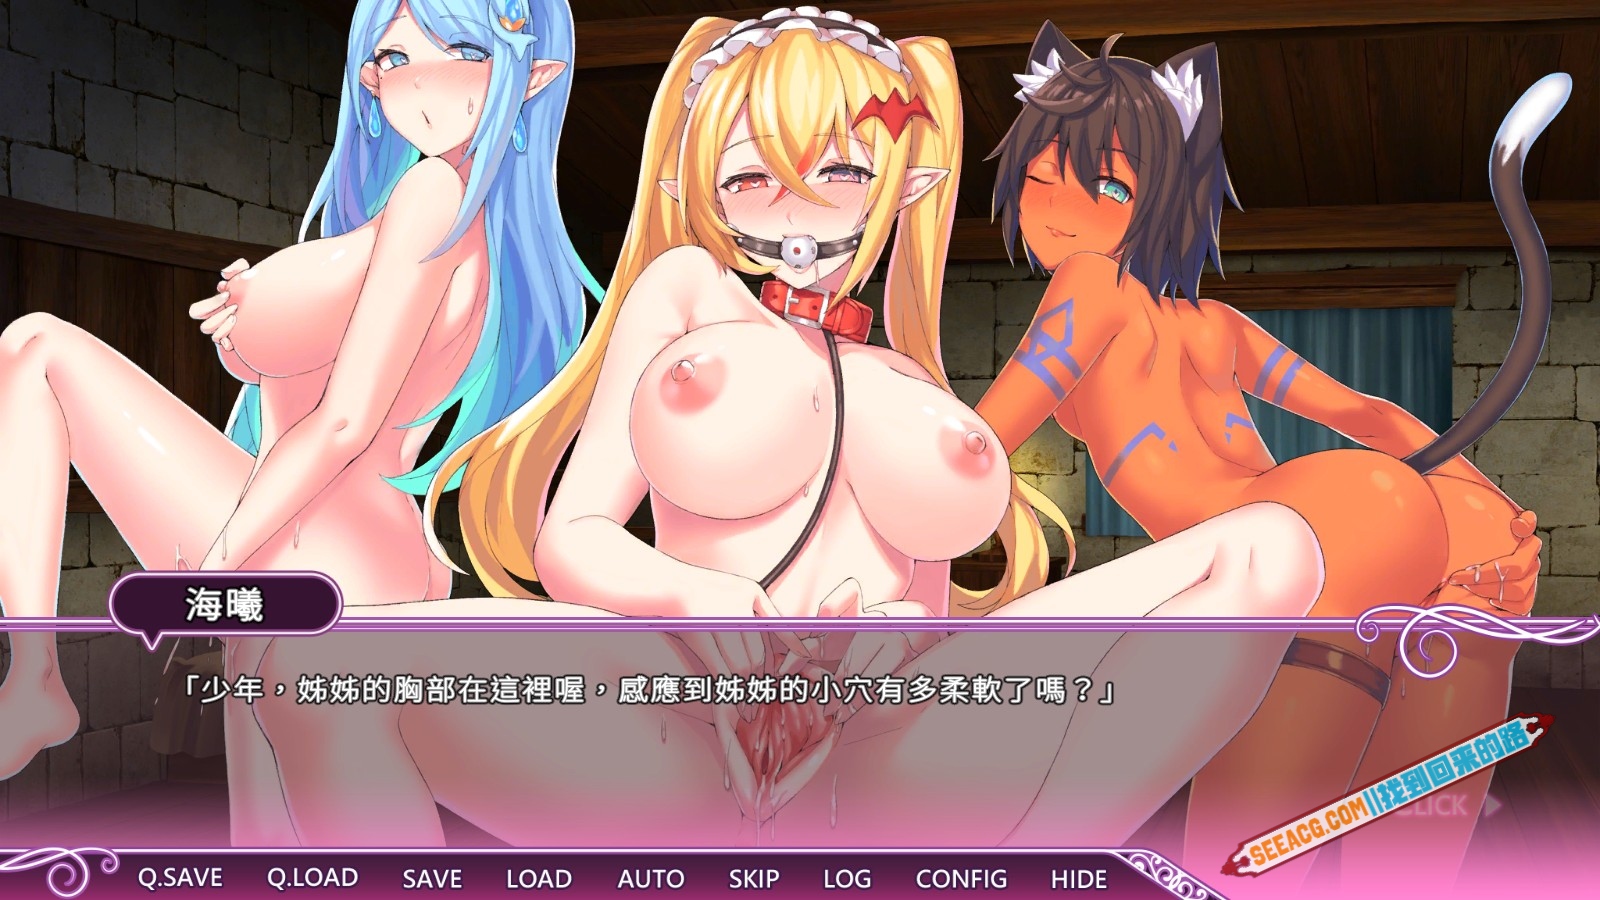 海曦
「少年，姊姊的胸部在這裡喔，感應到姊姊的小穴有多柔軟了嗎？」
CLICK
SEEACG.COM||找到回来的路
Q.SAVE Q.LOAD SAVE LOAD AUTO SKIP LOG CONFIG HIDE